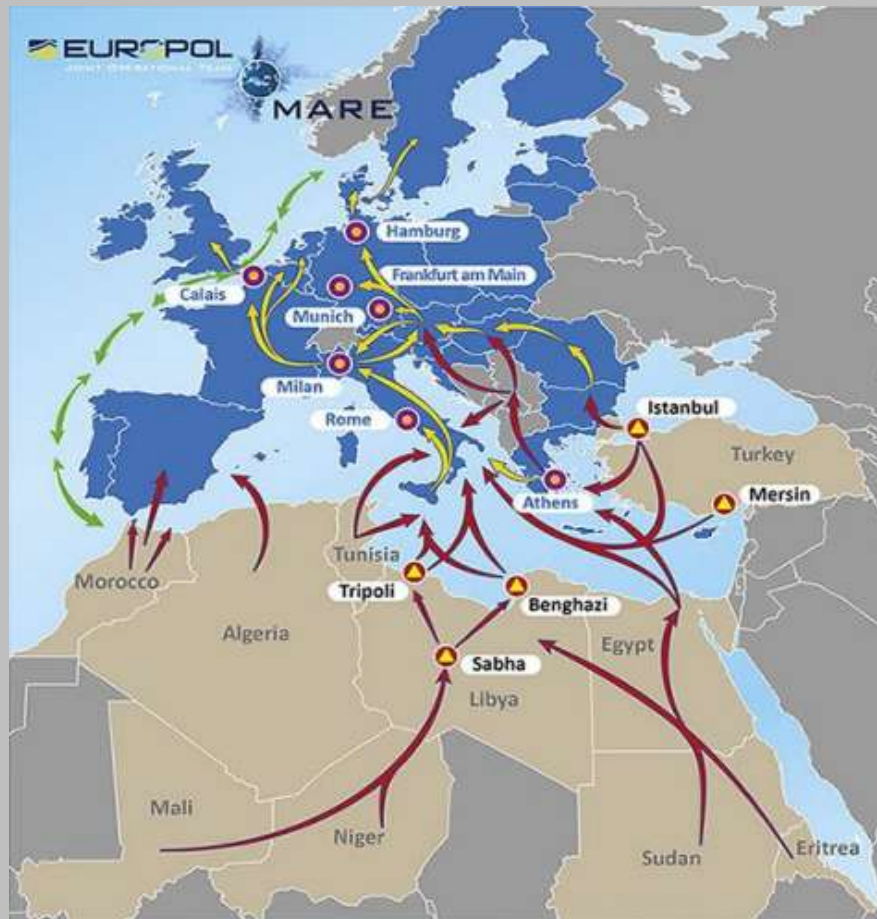 EUROPOL
JOINT OPERATIONAL TEAM
MARE
Hamburg
Frankfurt am Main
Calais
Munich
Milan
Rome
Istanbul
Turkey
Athens
Mersin
Tunisia
Morocco
Tripoli
Benghazi
Algeria
Egypt
Sabha
Libya
Mali
Niger
Sudan
Eritrea